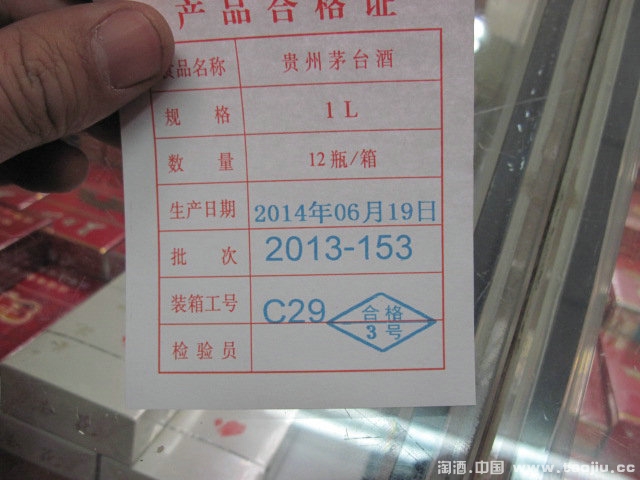 产品合格证
食品名称 贵州茅台酒
规 格 1 L
数 量 12瓶/箱
生产日期 2014年06月19日
批 次 2013-153
装箱工号 C29
合格
3号
检验员
淘酒.中国 www.taojiu.cc